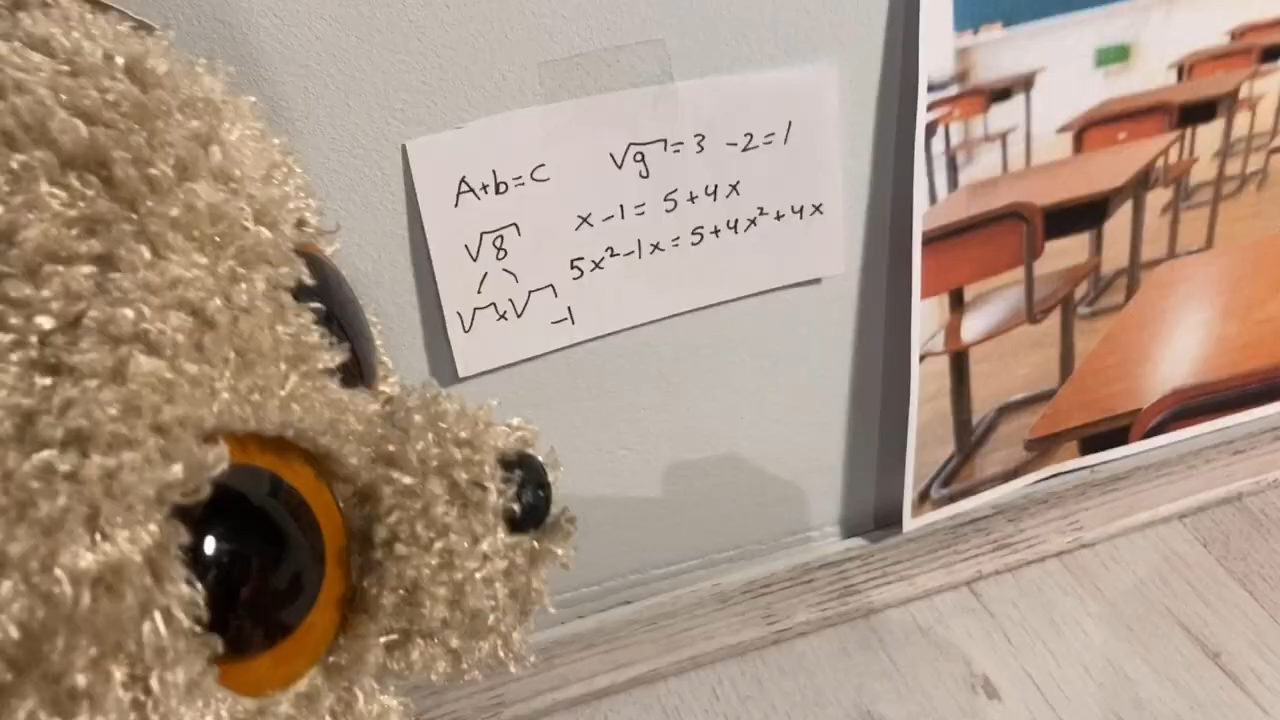 A+b=c √9=3 -2=1
√8 x-1=5+4x
5x²-1x=5+4x²+4x
√x√ -1